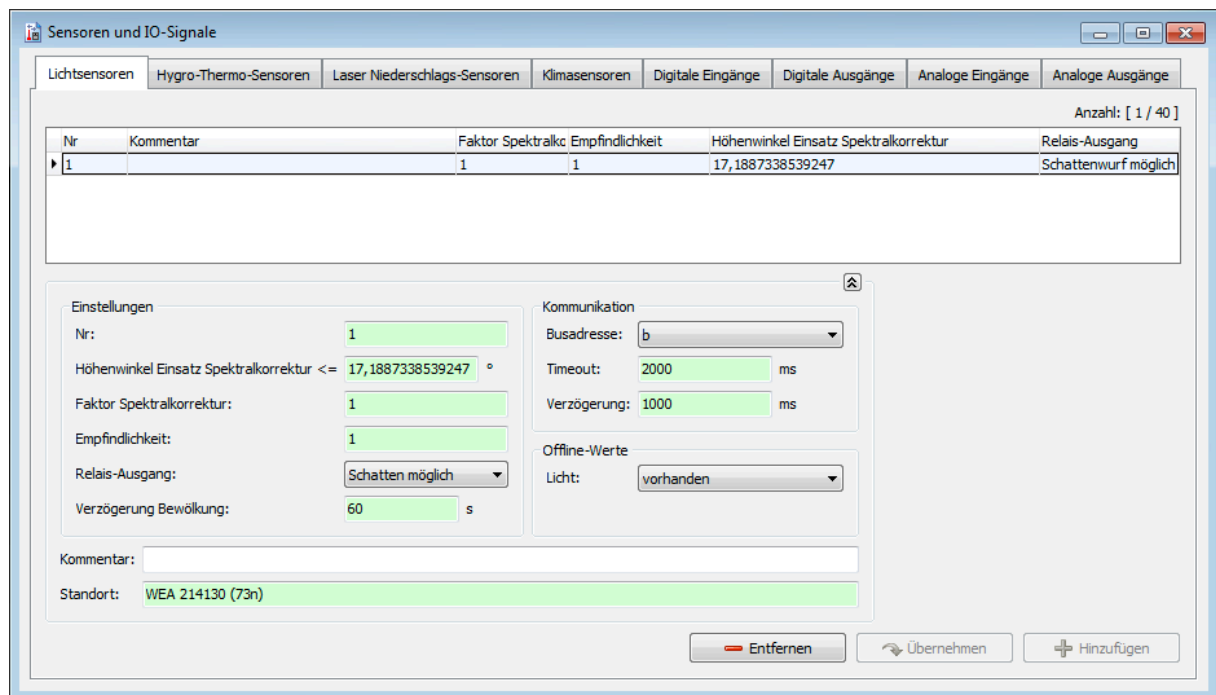 Sensoren und IO-Signale
Lichtsensoren Hygro-Thermo-Sensoren Laser Niederschlags-Sensoren Klimasensoren Digitale Eingänge Digitale Ausgänge Analoge Eingänge Analoge Ausgänge
Anzahl: [ 1 / 40 ]
Nr Kommentar Faktor Spektralko Empfindlichkeit Höhenwinkel Einsatz Spektralkorrektur Relais-Ausgang
1 1 1 17,1887338539247 Schattenwurf möglich
Einstellungen
Nr: 1
Höhenwinkel Einsatz Spektralkorrektur <= 17,1887338539247 °
Faktor Spektralkorrektur: 1
Empfindlichkeit: 1
Relais-Ausgang: Schatten möglich
Verzögerung Bewölkung: 60 s
Kommunikation
Busadresse: b
Timeout: 2000 ms
Verzögerung: 1000 ms
Offline-Werte
Licht: vorhanden
Kommentar:
Standort: WEA 214130 (73n)
Entfernen Übernehmen Hinzufügen